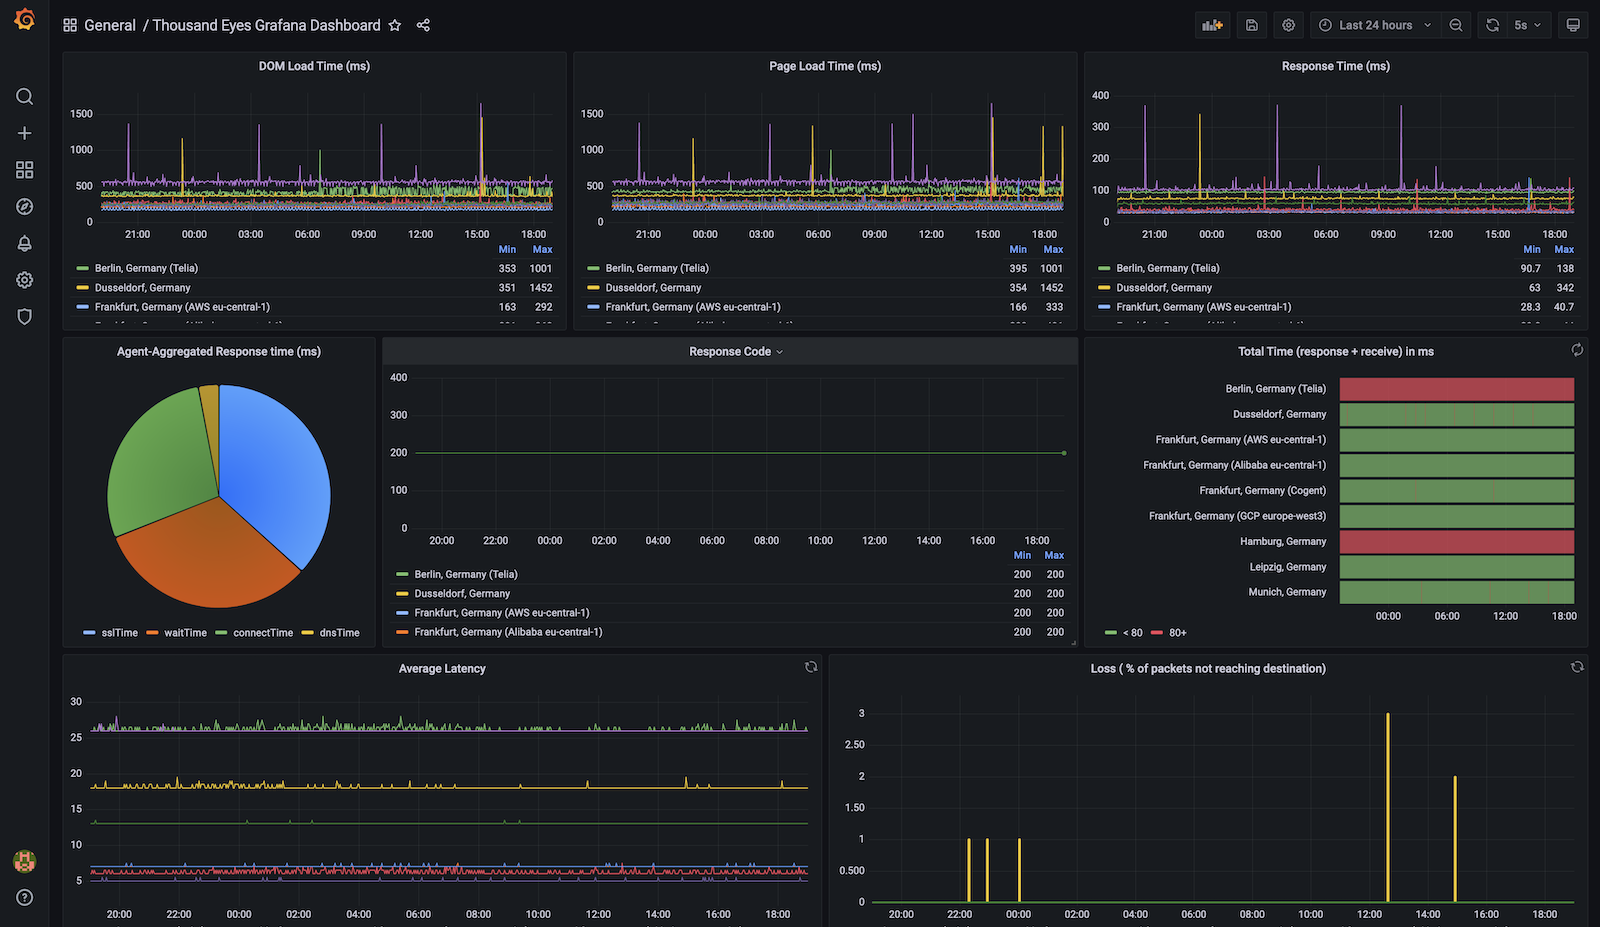 General / Thousand Eyes Grafana Dashboard
Last 24 hours
5s
DOM Load Time (ms)
1500
1000
500
0
21:00 00:00 03:00 06:00 09:00 12:00 15:00 18:00
Min Max
Berlin, Germany (Telia) 353 1001
Dusseldorf, Germany 351 1452
Frankfurt, Germany (AWS eu-central-1) 163 292
Page Load Time (ms)
1500
1000
500
0
21:00 00:00 03:00 06:00 09:00 12:00 15:00 18:00
Min Max
Berlin, Germany (Telia) 395 1001
Dusseldorf, Germany 354 1452
Frankfurt, Germany (AWS eu-central-1) 166 333
Response Time (ms)
400
300
200
100
0
21:00 00:00 03:00 06:00 09:00 12:00 15:00 18:00
Min Max
Berlin, Germany (Telia) 90.7 138
Dusseldorf, Germany 63 342
Frankfurt, Germany (AWS eu-central-1) 28.3 40.7
Agent-Aggregated Response time (ms)
sslTime waitTime connectTime dnsTime
Response Code
400
300
200
100
0
20:00 22:00 00:00 02:00 04:00 06:00 08:00 10:00 12:00 14:00 16:00 18:00
Min Max
Berlin, Germany (Telia) 200 200
Dusseldorf, Germany 200 200
Frankfurt, Germany (AWS eu-central-1) 200 200
Frankfurt, Germany (Alibaba eu-central-1) 200 200
Total Time (response + receive) in ms
Berlin, Germany (Telia)
Dusseldorf, Germany
Frankfurt, Germany (AWS eu-central-1)
Frankfurt, Germany (Alibaba eu-central-1)
Frankfurt, Germany (Cogent)
Frankfurt, Germany (GCP europe-west3)
Hamburg, Germany
Leipzig, Germany
Munich, Germany
00:00 06:00 12:00 18:00
< 80 80+
Average Latency
30
25
20
15
10
5
20:00 22:00 00:00 02:00 04:00 06:00 08:00 10:00 12:00 14:00 16:00 18:00
Loss ( % of packets not reaching destination)
3
2.50
2
1.50
1
0.500
0
20:00 22:00 00:00 02:00 04:00 06:00 08:00 10:00 12:00 14:00 16:00 18:00